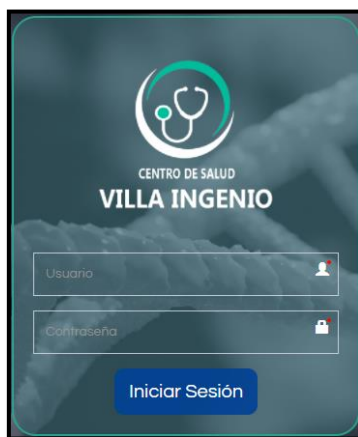 CENTRO DE SALUD
VILLA INGENIO
Usuario
Contraseña
Iniciar Sesión